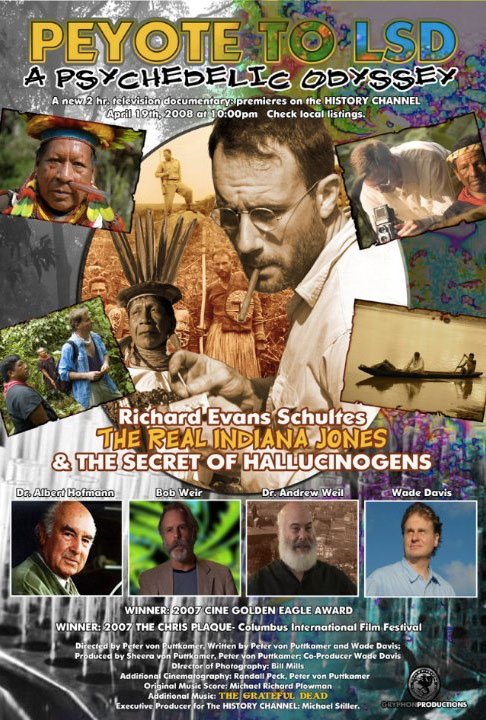 PEYOTE TO LSD
A PSYCHEDELIC ODYSSEY
A new 2 hr. television documentary: premieres on the HISTORY CHANNEL
April 19th, 2008 at 10:00pm Check local listings.
Richard Evans Schultes
THE REAL INDIANA JONES
& THE SECRET OF HALLUCINOGENS
Dr. Albert Hofmann Bob Weir Dr. Andrew Weil Wade Davis
WINNER: 2007 CINE GOLDEN EAGLE AWARD
WINNER: 2007 THE CHRIS PLAQUE- Columbus International Film Festival
Directed by Peter von Puttkamer, Written by Peter von Puttkamer and Wade Davis;
Produced by Sheera von Puttkamer, Peter von Puttkamer: Co-Producer Wade Davis
Director of Photography: Bill Mills
Additional Cinematography: Randall Peck, Peter von Puttkamer
Original Music Score: Michael Richard Plowman
Additional Music: THE GRATEFUL DEAD
Executive Producer for The HISTORY CHANNEL: Michael Stiller.
GRYPHONPRODUCTIONS